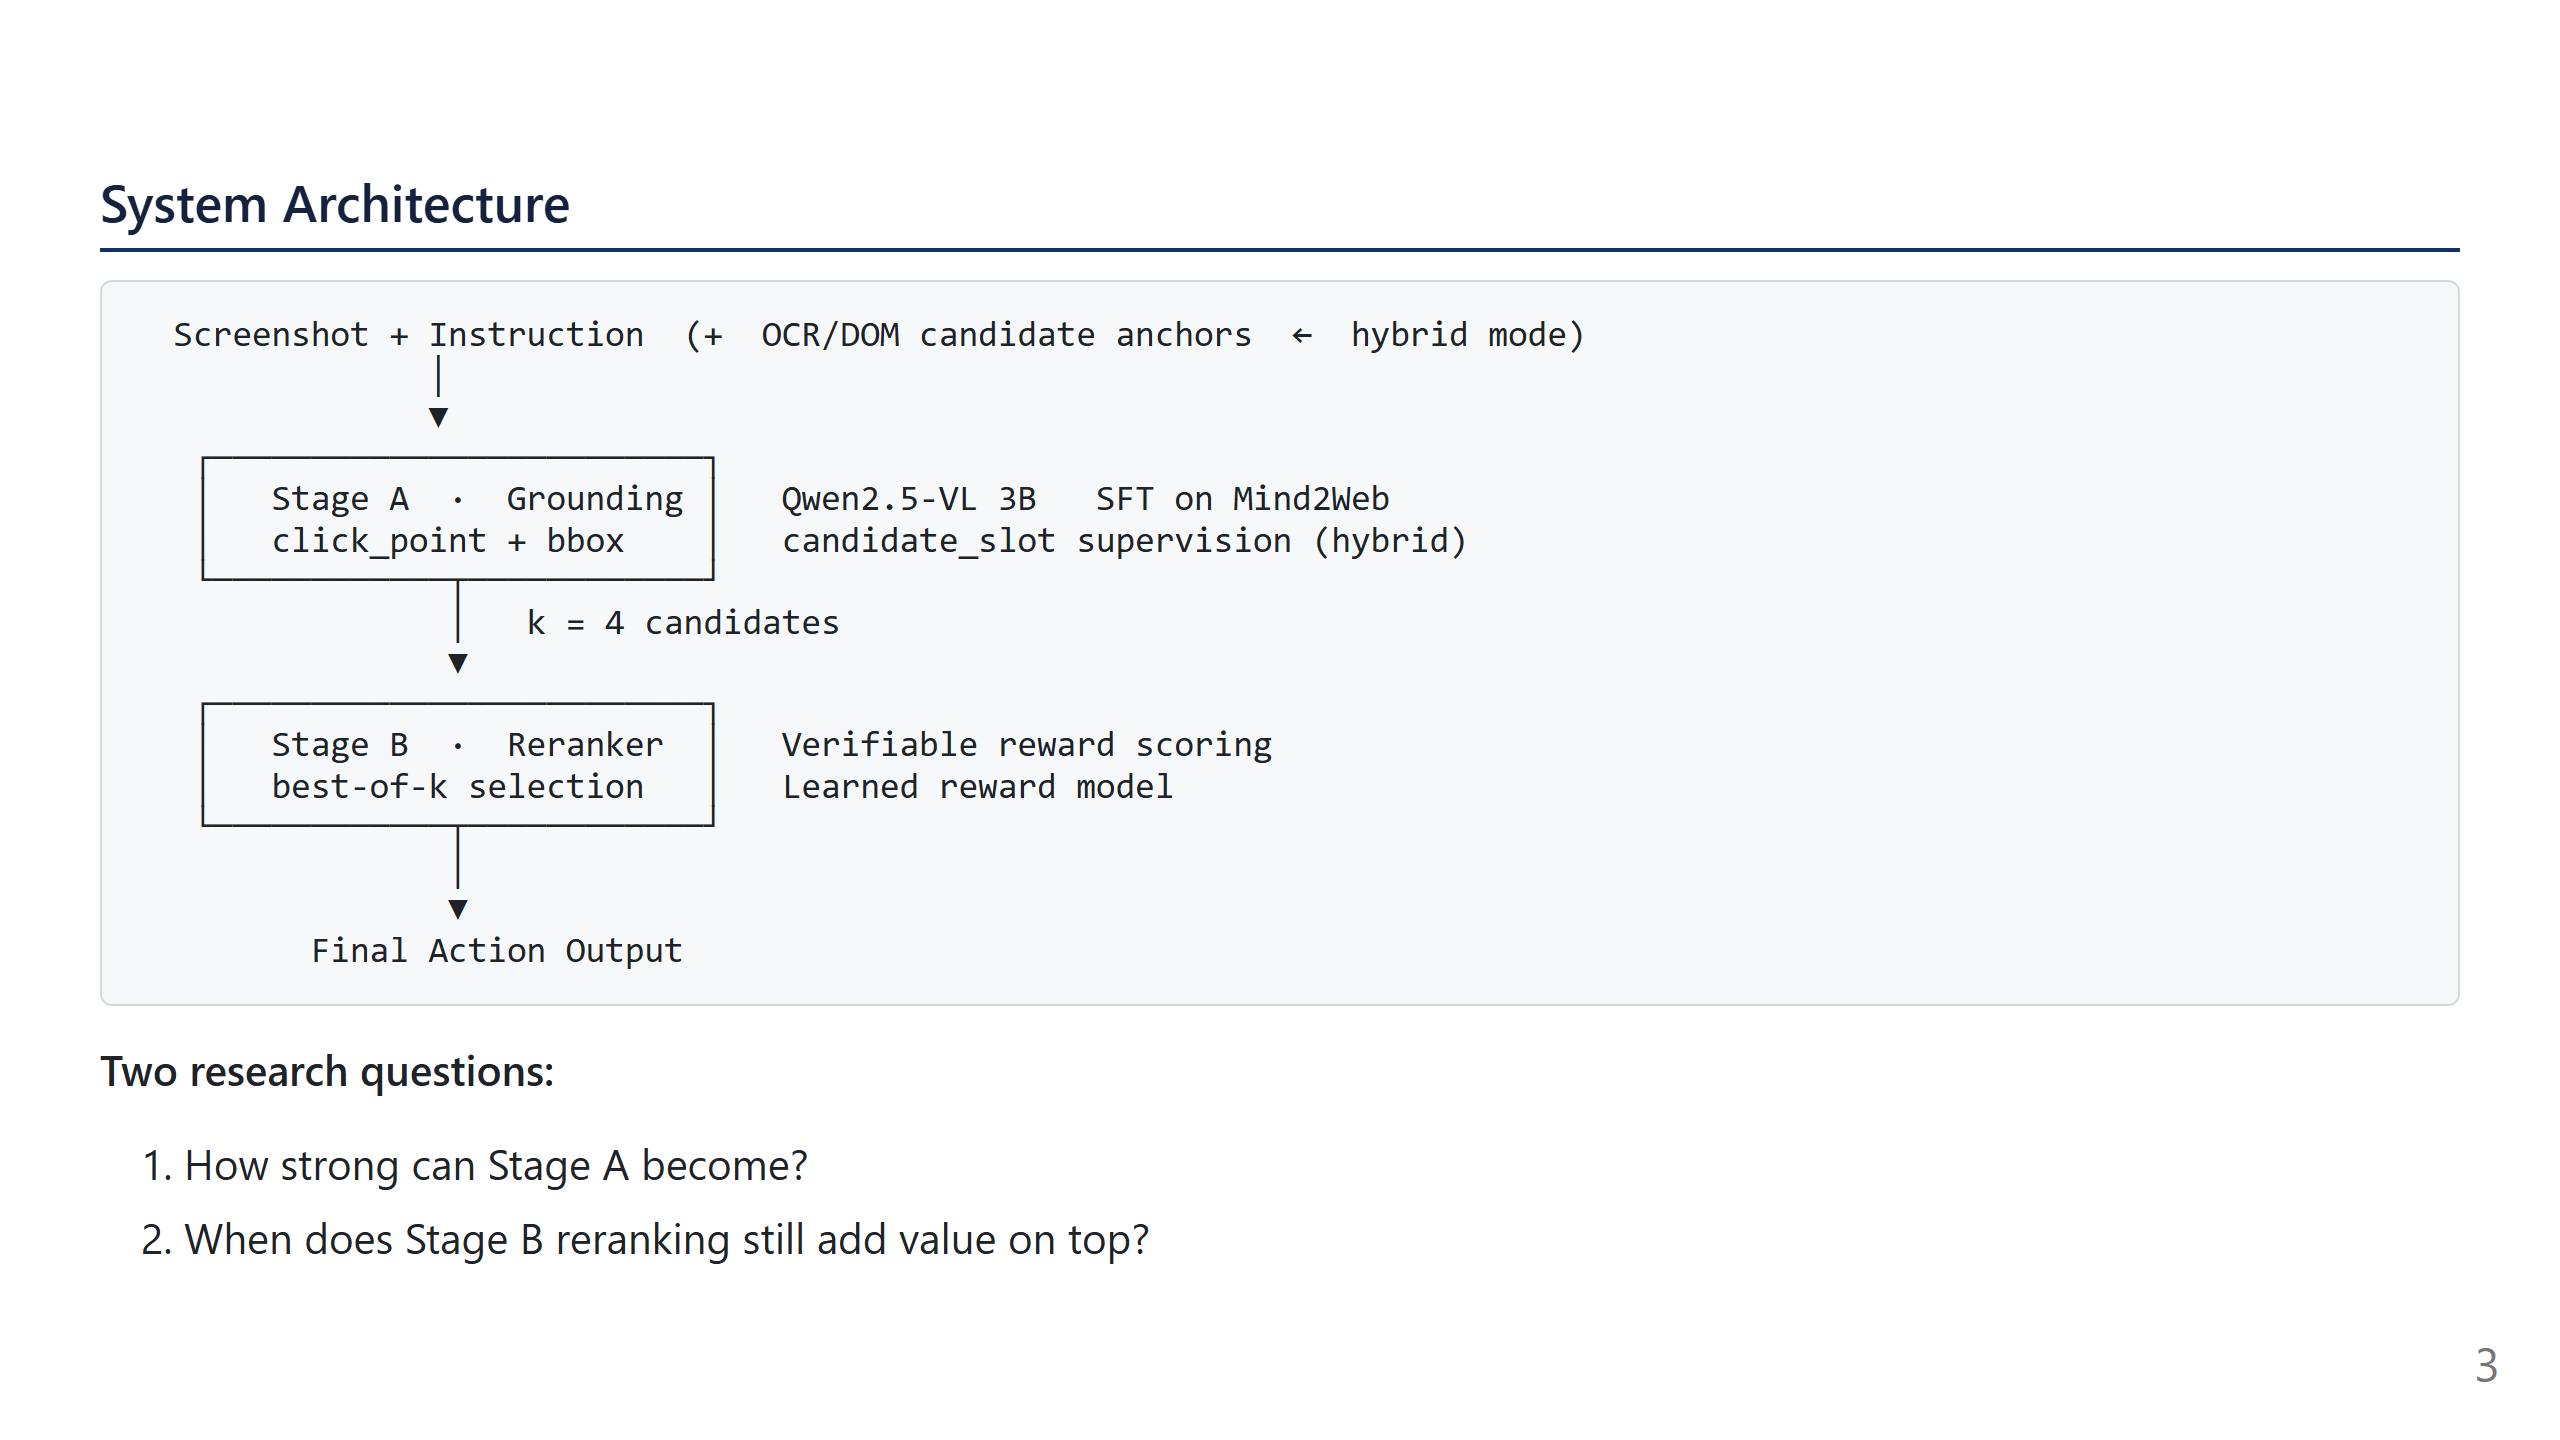 System Architecture
Screenshot + Instruction (+ OCR/DOM candidate anchors ← hybrid mode)
Stage A · Grounding Qwen2.5-VL 3B SFT on Mind2Web
click_point + bbox candidate_slot supervision (hybrid)
k = 4 candidates
Stage B · Reranker Verifiable reward scoring
best-of-k selection Learned reward model
Final Action Output
Two research questions:
1. How strong can Stage A become?
2. When does Stage B reranking still add value on top?
3